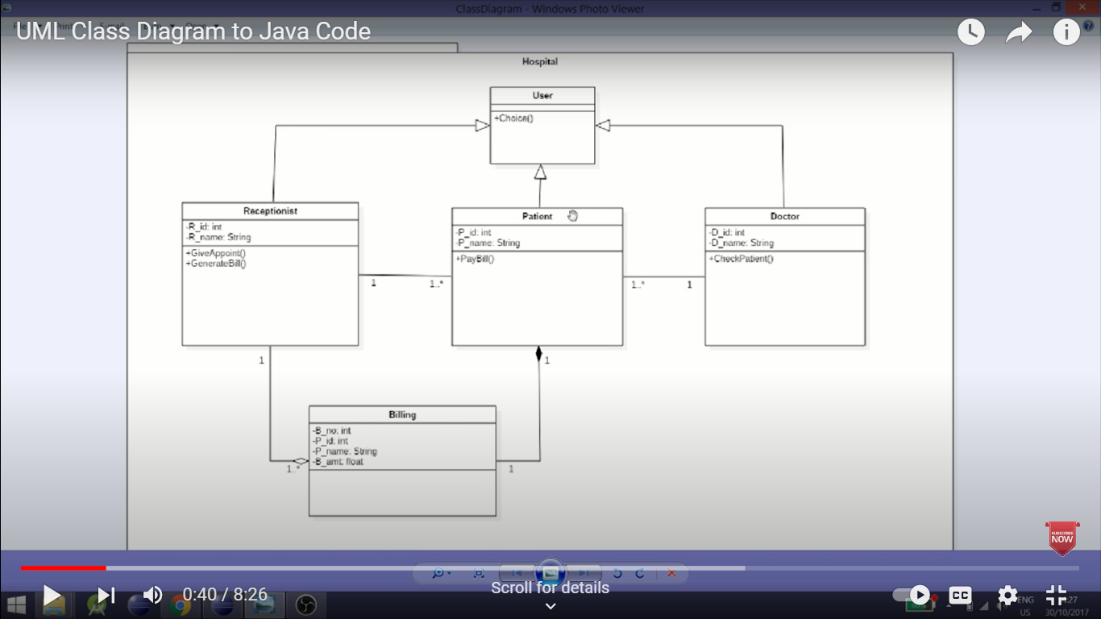 ClassDiagram - Windows Photo Viewer
UML Class Diagram to Java Code
Hospital
User
+Choice()
Receptionist
-R_id: int
-R_name: String
+GiveAppoint()
+GenerateBill()
Patient
-P_id: int
-P_name: String
+PayBill()
Doctor
-D_id: int
-D_name: String
+CheckPatient()
1
1..*
1..*
1
1
1
Billing
-B_no: int
-P_id: int
-P_name: String
-B_amt: float
1..*
1
SUBSCRIBE
NOW
0:40 / 8:26
Scroll for details
CC
ENG
US
30/10/2017